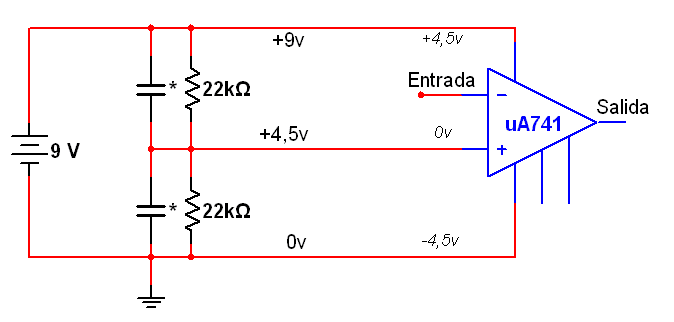 +9v
+4,5v
Entrada
*
22kΩ
−
Salida
uA741
+4,5v
0v
+
9 V
*
22kΩ
0v
-4,5v